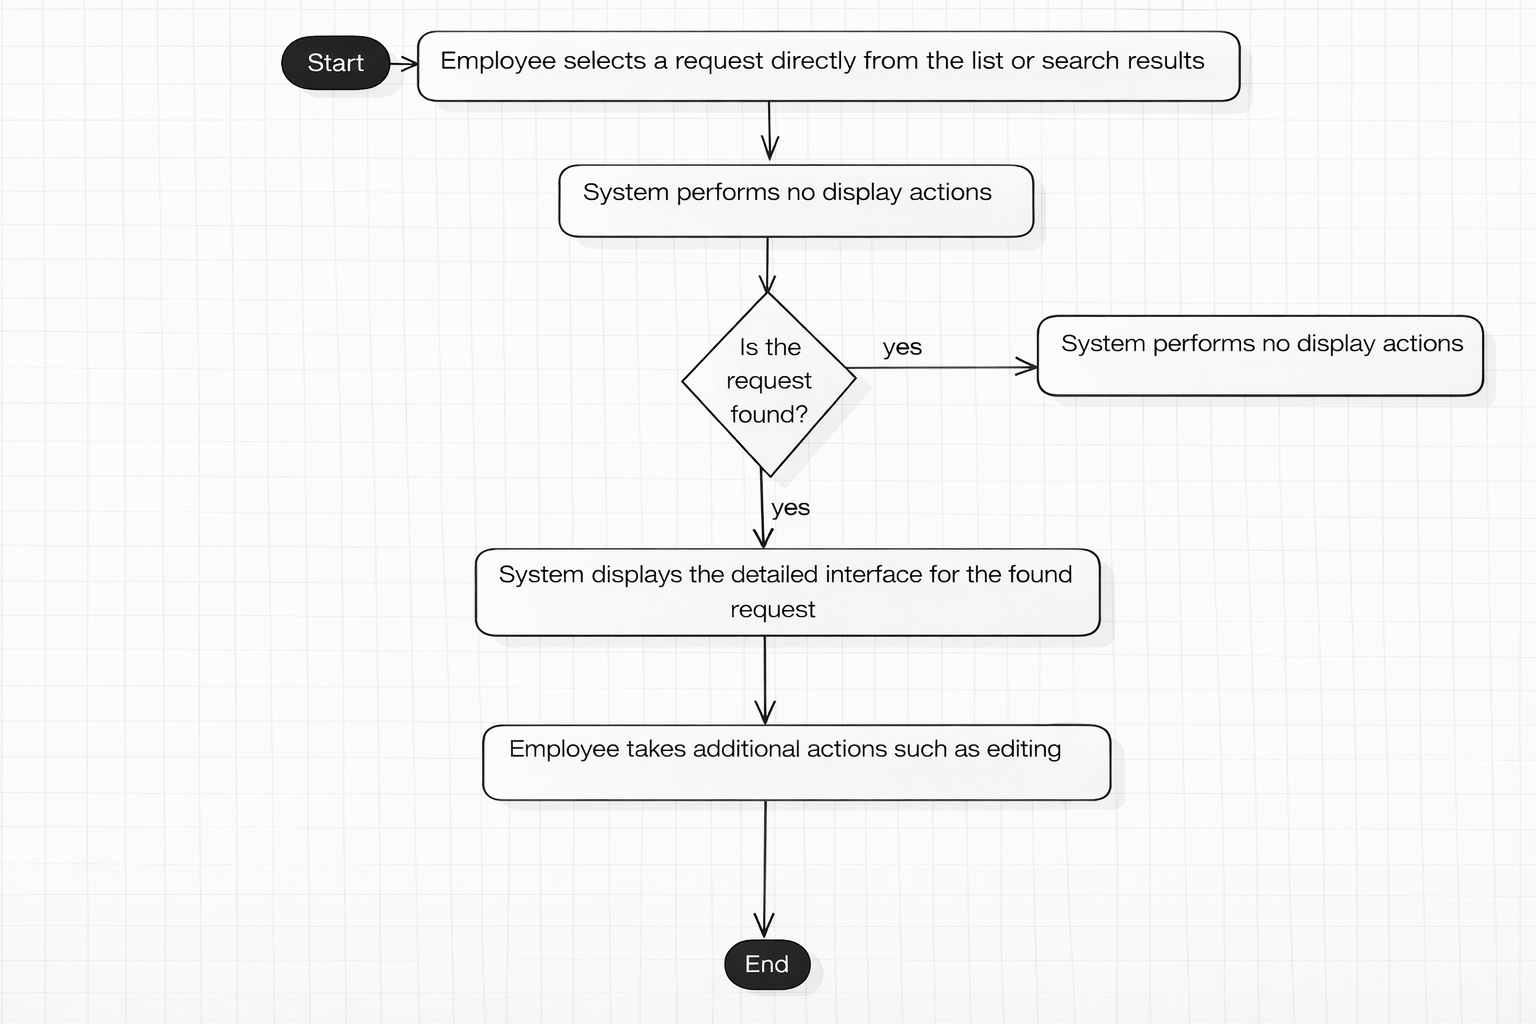 Start
Employee selects a request directly from the list or search results
System performs no display actions
Is the
request
found?
yes
System performs no display actions
yes
System displays the detailed interface for the found
request
Employee takes additional actions such as editing
End